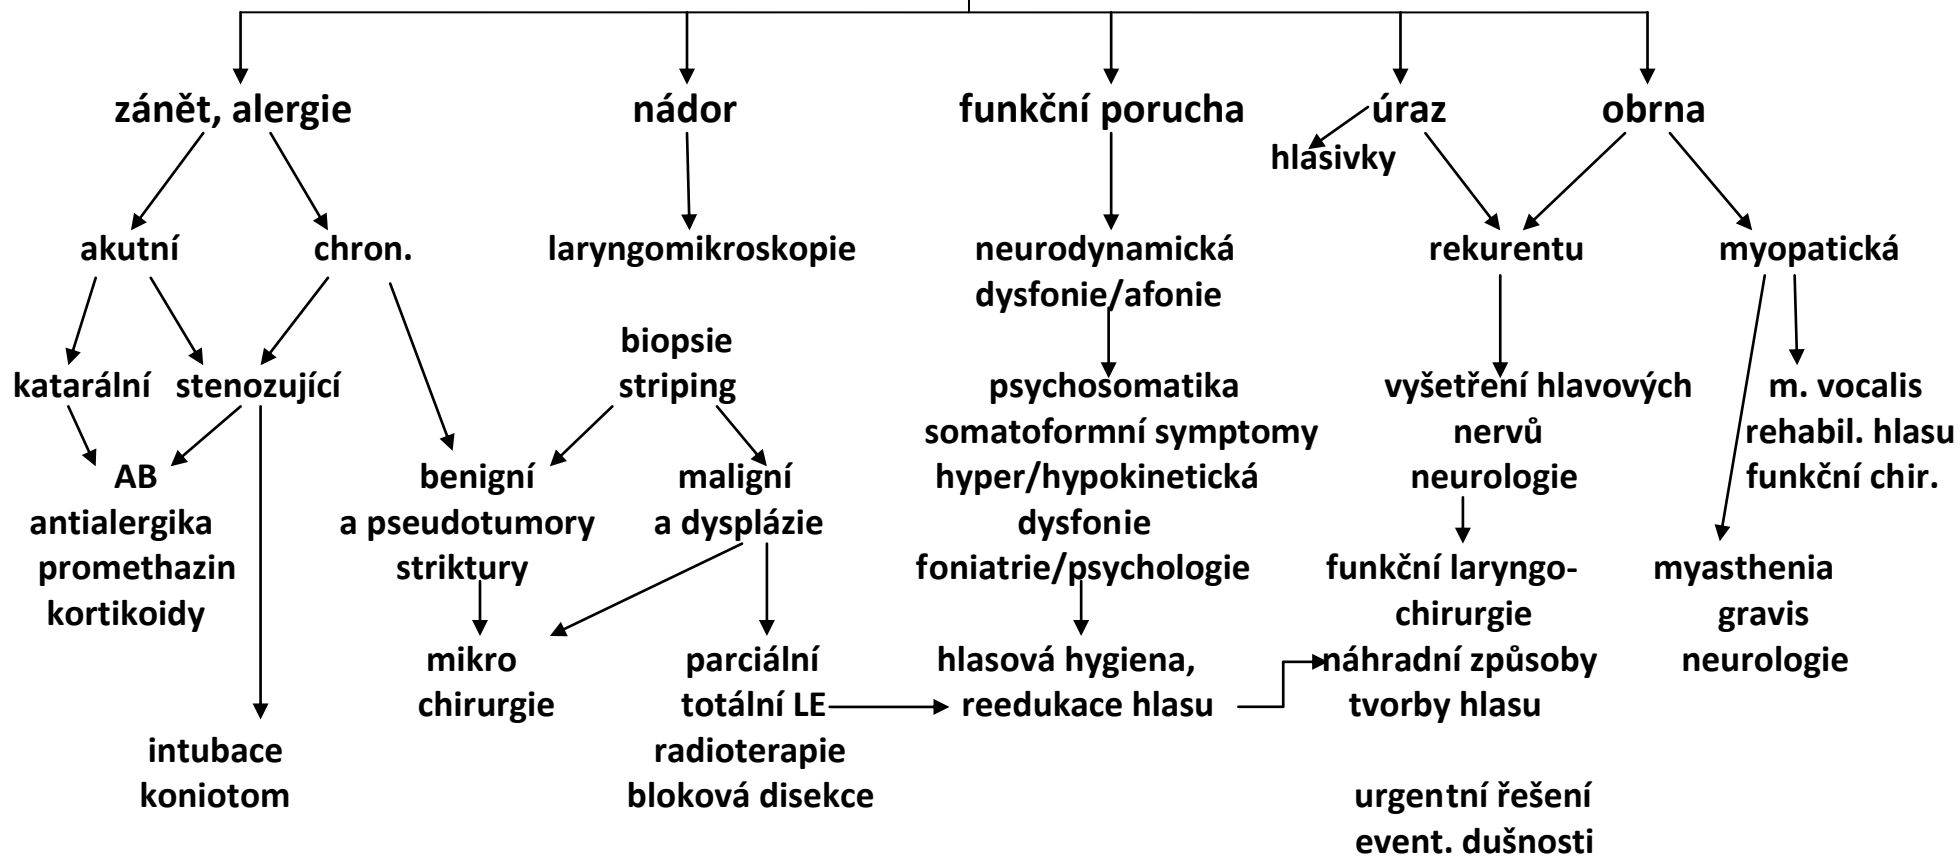 zánět, alergie
nádor
funkční porucha
úraz
obrna
hlasivky
akutní
chron.
laryngomikroskopie
neurodynamická
dysfonie/afonie
rekurentu
myopatická
katarální
stenozující
biopsie
striping
psychosomatika
somatoformní symptomy
hyper/hypokinetická
dysfonie
foniatrie/psychologie
vyšetření hlavových
nervů
neurologie
m. vocalis
rehabil. hlasu
funkční chir.
AB
antialergika
promethazin
kortikoidy
benigní
a pseudotumory
striktury
maligní
a dysplázie
funkční laryngo-
chirurgie
náhradní způsoby
tvorby hlasu
myasthenia
gravis
neurologie
mikro
chirurgie
parciální
totální LE
radioterapie
bloková disekce
hlasová hygiena,
reedukace hlasu
intubace
koniotom
urgentní řešení
event. dušnosti